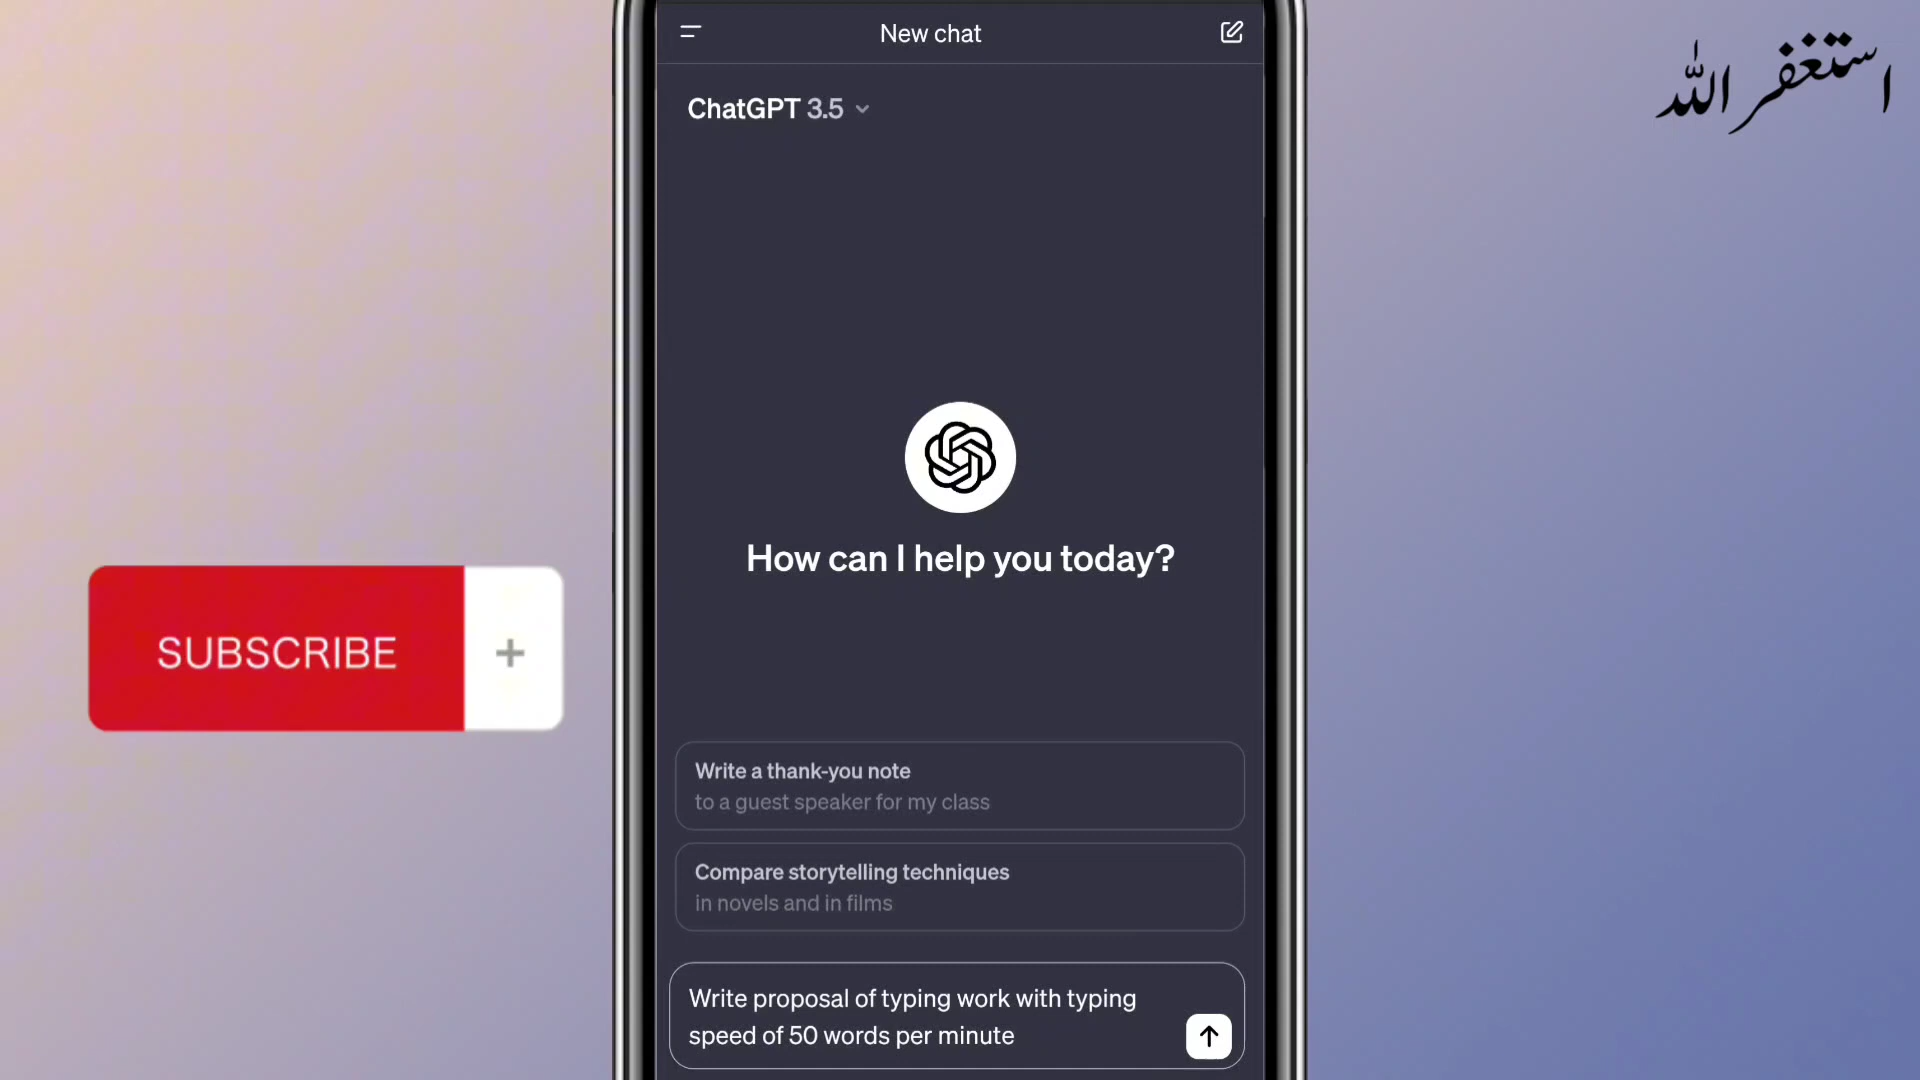 New chat
استغفر الله
ChatGPT 3.5
How can I help you today?
SUBSCRIBE +
Write a thank-you note
to a guest speaker for my class
Compare storytelling techniques
in novels and in films
Write proposal of typing work with typing
speed of 50 words per minute